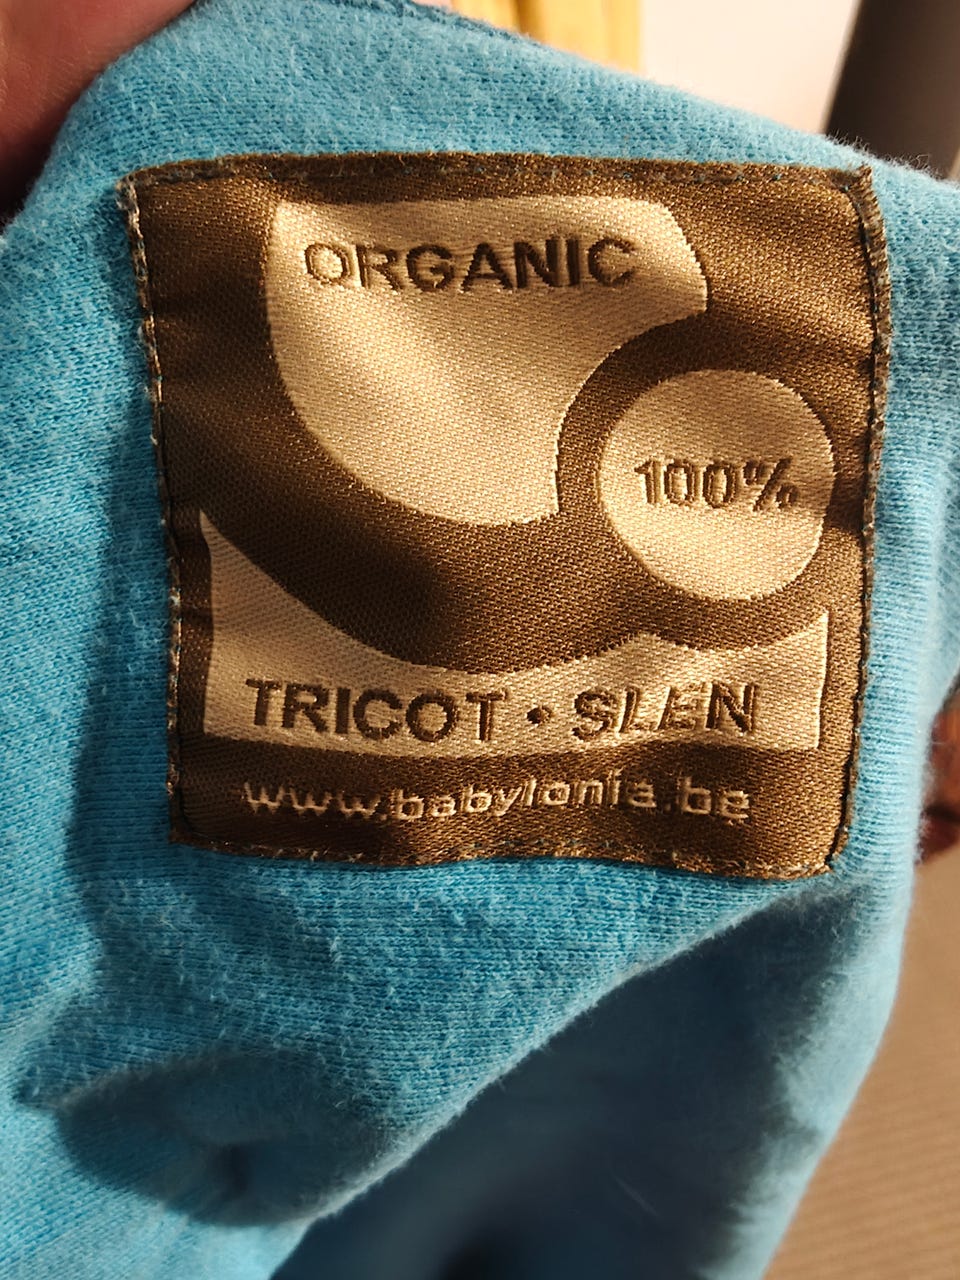 ORGANIC
100%
TRICOT • SLEN
www.babylonia.be